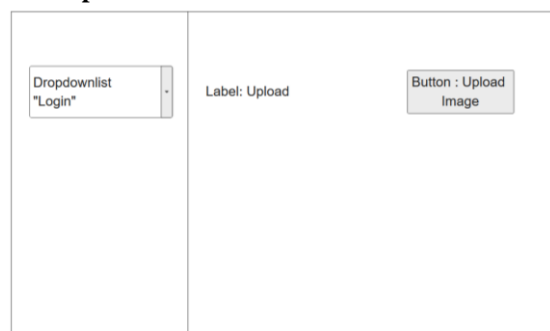 Dropdownlist
"Login"
Label: Upload
Button : Upload
Image